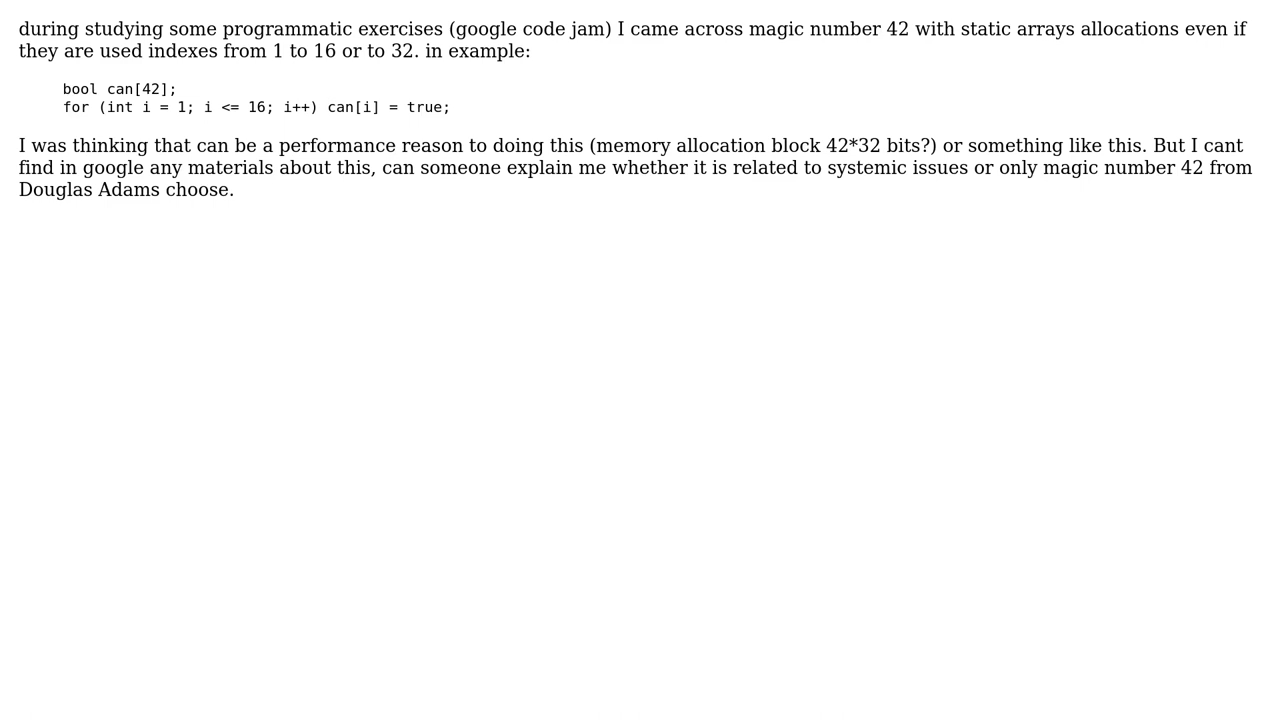 during studying some programmatic exercises (google code jam) I came across magic number 42 with static arrays allocations even if
they are used indexes from 1 to 16 or to 32. in example:
bool can[42];
for (int i = 1; i <= 16; i++) can[i] = true;
I was thinking that can be a performance reason to doing this (memory allocation block 42*32 bits?) or something like this. But I cant
find in google any materials about this, can someone explain me whether it is related to systemic issues or only magic number 42 from
Douglas Adams choose.